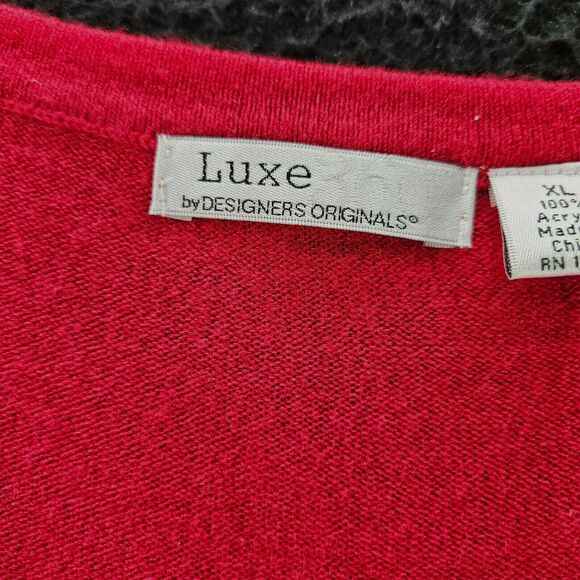 Luxe
by DESIGNERS ORIGINALS®
XL
100%
Acry
Made
Chi
RN 1